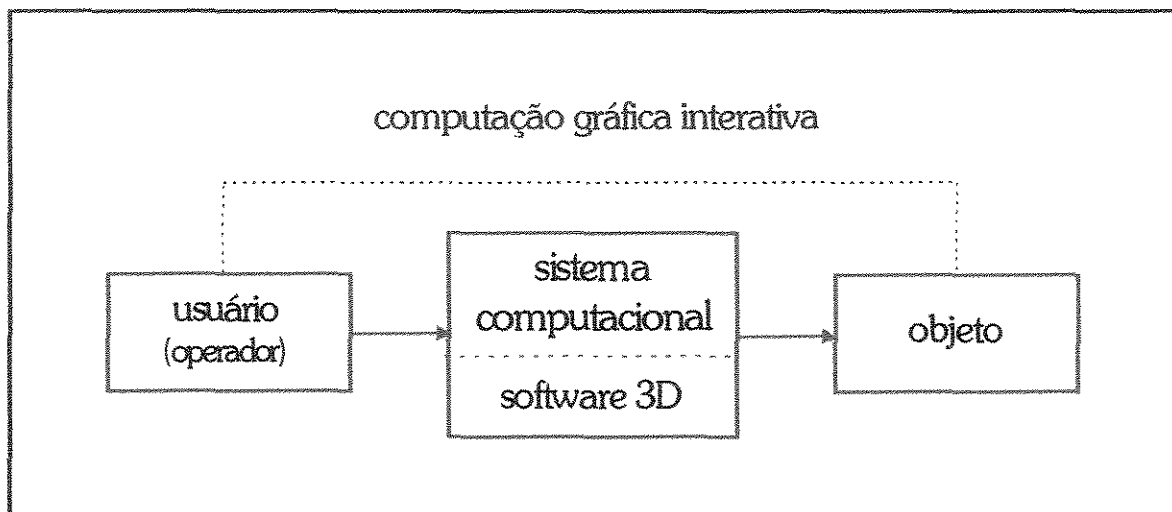 computação gráfica interativa
usuário
(operador)
sistema
computacional
software 3D
objeto